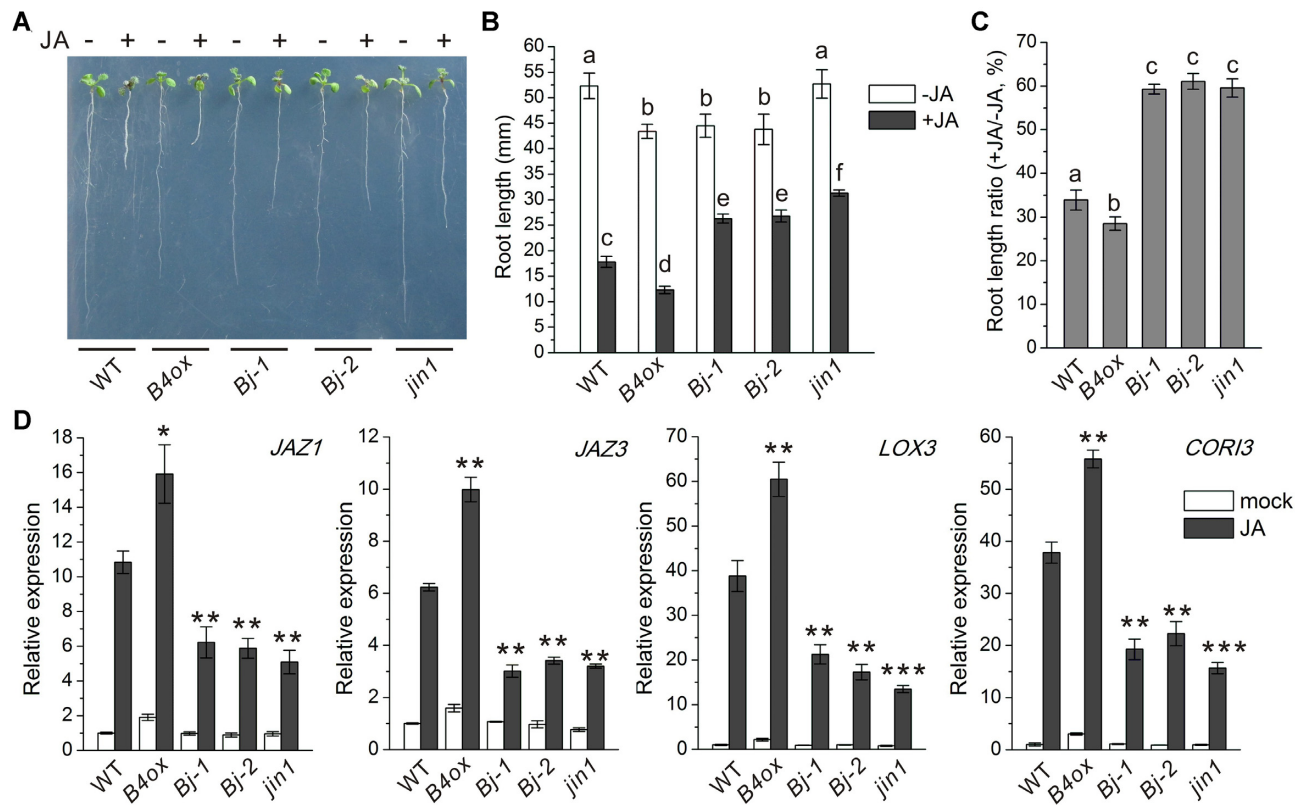 A
JA - + - + - + - + - +
WT B4ox Bj-1 Bj-2 jin1
B
Root length (mm)
60
55
50
45
40
35
30
25
20
15
10
5
0
a b b b a
c d e e f
-JA
+JA
WT B4ox Bj-1 Bj-2 jin1
C
Root length ratio (+JA/-JA, %)
70
60
50
40
30
20
10
0
a b c c c
WT B4ox Bj-1 Bj-2 jin1
D
JAZ1
Relative expression
18
16
14
12
10
8
6
4
2
0
* ** ** **
WT B4ox Bj-1 Bj-2 jin1
JAZ3
Relative expression
12
10
8
6
4
2
0
** ** ** **
WT B4ox Bj-1 Bj-2 jin1
LOX3
Relative expression
70
60
50
40
30
20
10
0
** ** ** ***
WT B4ox Bj-1 Bj-2 jin1
CORI3
Relative expression
60
50
40
30
20
10
0
** ** ** ***
mock
JA
WT B4ox Bj-1 Bj-2 jin1